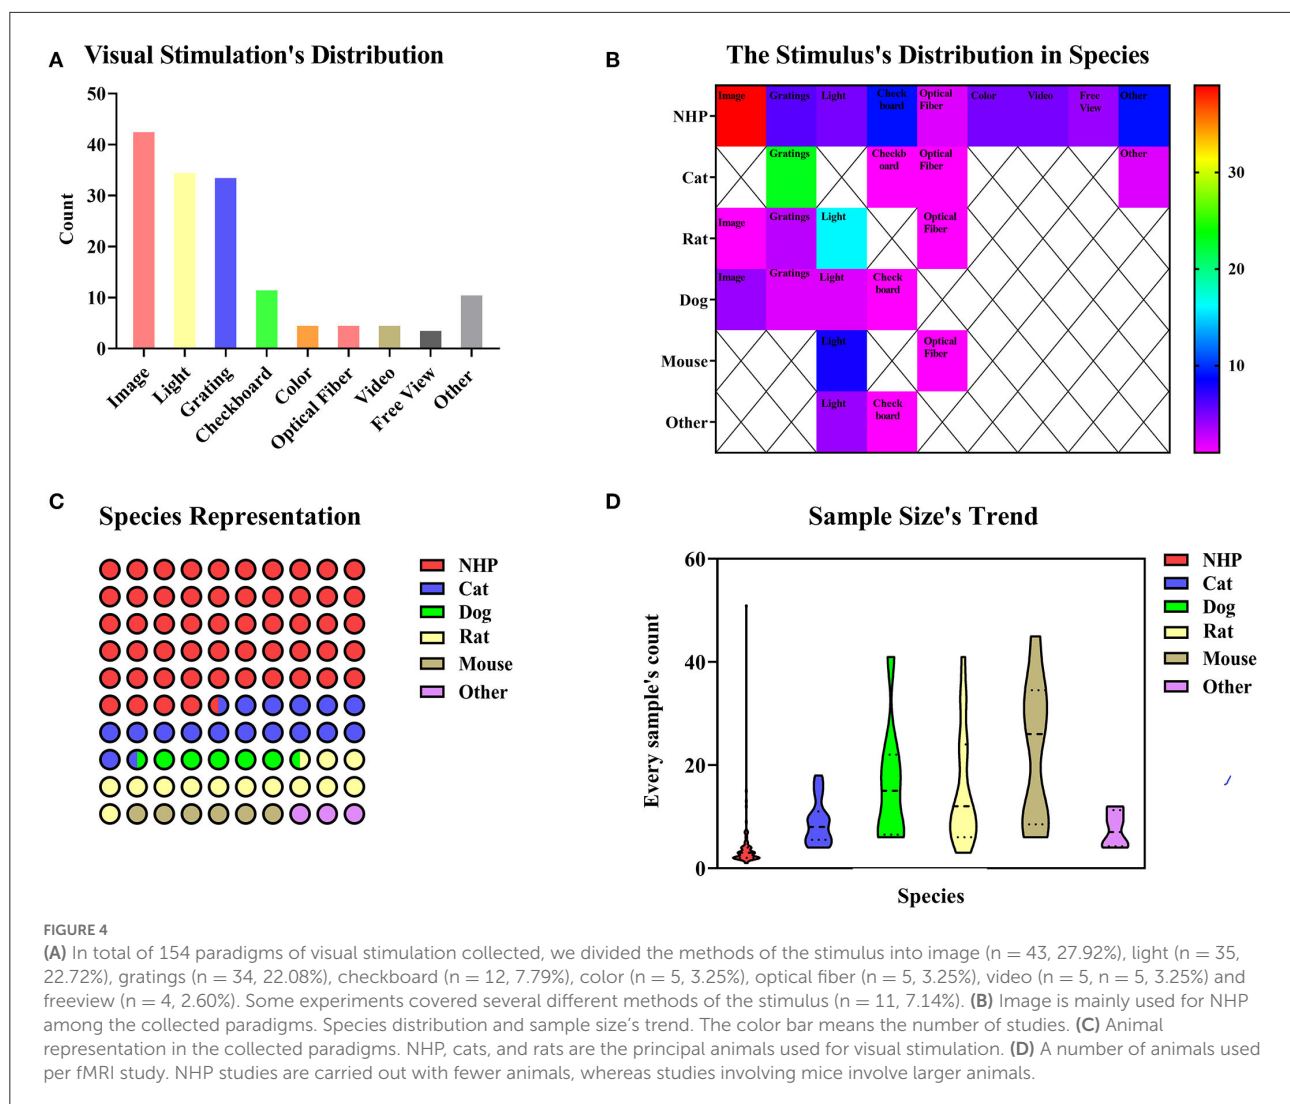 A
Visual Stimulation's Distribution
Count
50
40
30
20
10
0
Image
Light
Grating
Checkboard
Color
Optical Fiber
Video
Free View
Other
B
The Stimulus's Distribution in Species
NHP
Cat
Rat
Dog
Mouse
Other
Image
Gratings
Light
Check
board
Optical
Fiber
Color
Video
Free
View
Other
Gratings
Checkb
oard
Optical
Fiber
Other
Image
Gratings
Light
Optical
Fiber
Image
Gratings
Light
Check
board
Light
Optical
Fiber
Light
Check
board
30
20
10
C
Species Representation
NHP
Cat
Dog
Rat
Mouse
Other
D
Sample Size's Trend
Every sample's count
60
40
20
0
Species
NHP
Cat
Dog
Rat
Mouse
Other
FIGURE 4
(A) In total of 154 paradigms of visual stimulation collected, we divided the methods of the stimulus into image (n = 43, 27.92%), light (n = 35,
22.72%), gratings (n = 34, 22.08%), checkboard (n = 12, 7.79%), color (n = 5, 3.25%), optical fiber (n = 5, 3.25%), video (n = 5, n = 5, 3.25%) and
freeview (n = 4, 2.60%). Some experiments covered several different methods of the stimulus (n = 11, 7.14%). (B) Image is mainly used for NHP
among the collected paradigms. Species distribution and sample size's trend. The color bar means the number of studies. (C) Animal
representation in the collected paradigms. NHP, cats, and rats are the principal animals used for visual stimulation. (D) A number of animals used
per fMRI study. NHP studies are carried out with fewer animals, whereas studies involving mice involve larger animals.